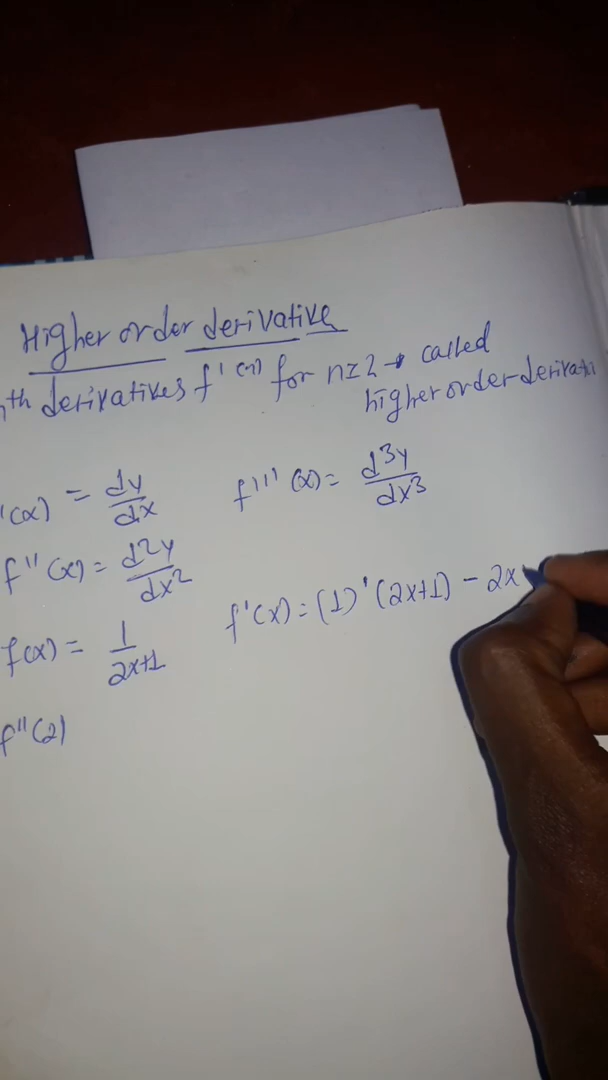 Higher order derivative
nth derivatives f'(n) for n≥2 → called
higher order derivati
'(x) = dy/dx f'''(x) = d3y/dx3
f''(x) = d2y/dx2
f(x) = 1/2x+1 f'(x) = (1)'(2x+1) - 2x
f''(2)